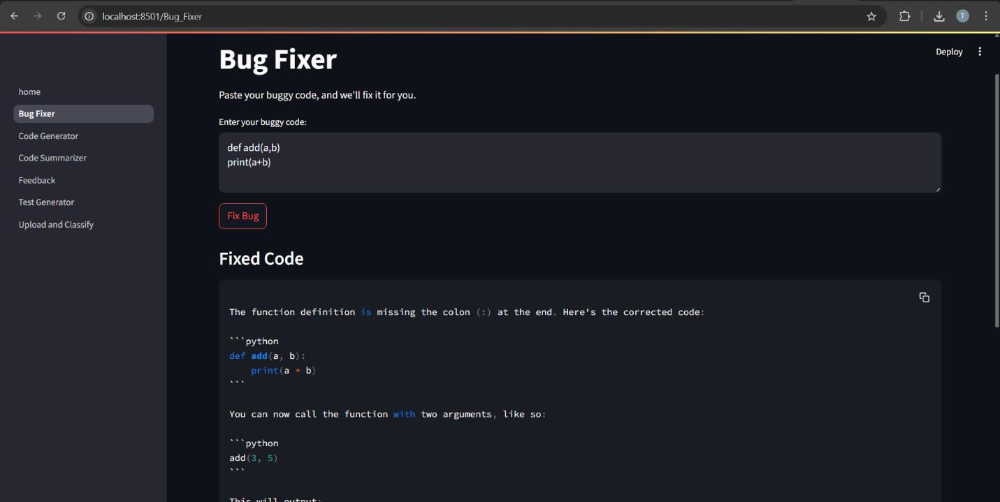 localhost:8501/Bug_Fixer
T
Deploy
home
Bug Fixer
Code Generator
Code Summarizer
Feedback
Test Generator
Upload and Classify
Bug Fixer
Paste your buggy code, and we'll fix it for you.
Enter your buggy code:
def add(a,b)
print(a+b)
Fix Bug
Fixed Code
The function definition is missing the colon (:) at the end. Here's the corrected code:
```python
def add(a, b):
    print(a + b)
```
You can now call the function with two arguments, like so:
```python
add(3, 5)
```
This will output: